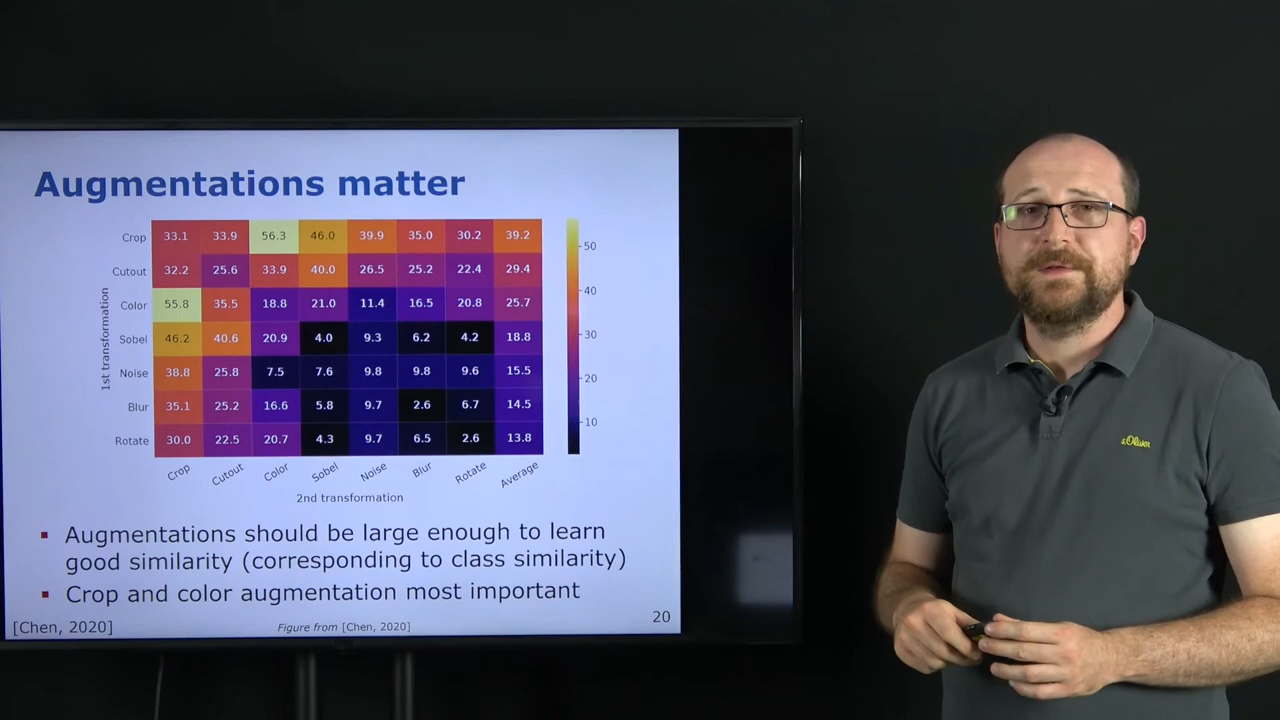 Augmentations matter
Crop 33.1 33.9 56.3 46.0 39.9 35.0 30.2 39.2
Cutout 32.2 25.6 33.9 40.0 26.5 25.2 22.4 29.4
Color 55.8 35.5 18.8 21.0 11.4 16.5 20.8 25.7
Sobel 46.2 40.6 20.9 4.0 9.3 6.2 4.2 18.8
Noise 38.8 25.8 7.5 7.6 9.8 9.8 9.6 15.5
Blur 35.1 25.2 16.6 5.8 9.7 2.6 6.7 14.5
Rotate 30.0 22.5 20.7 4.3 9.7 6.5 2.6 13.8
1st transformation
Crop Cutout Color Sobel Noise Blur Rotate Average
2nd transformation
50
40
30
20
10
▪ Augmentations should be large enough to learn
good similarity (corresponding to class similarity)
▪ Crop and color augmentation most important
[Chen, 2020]
Figure from [Chen, 2020]
20
s.Oliver